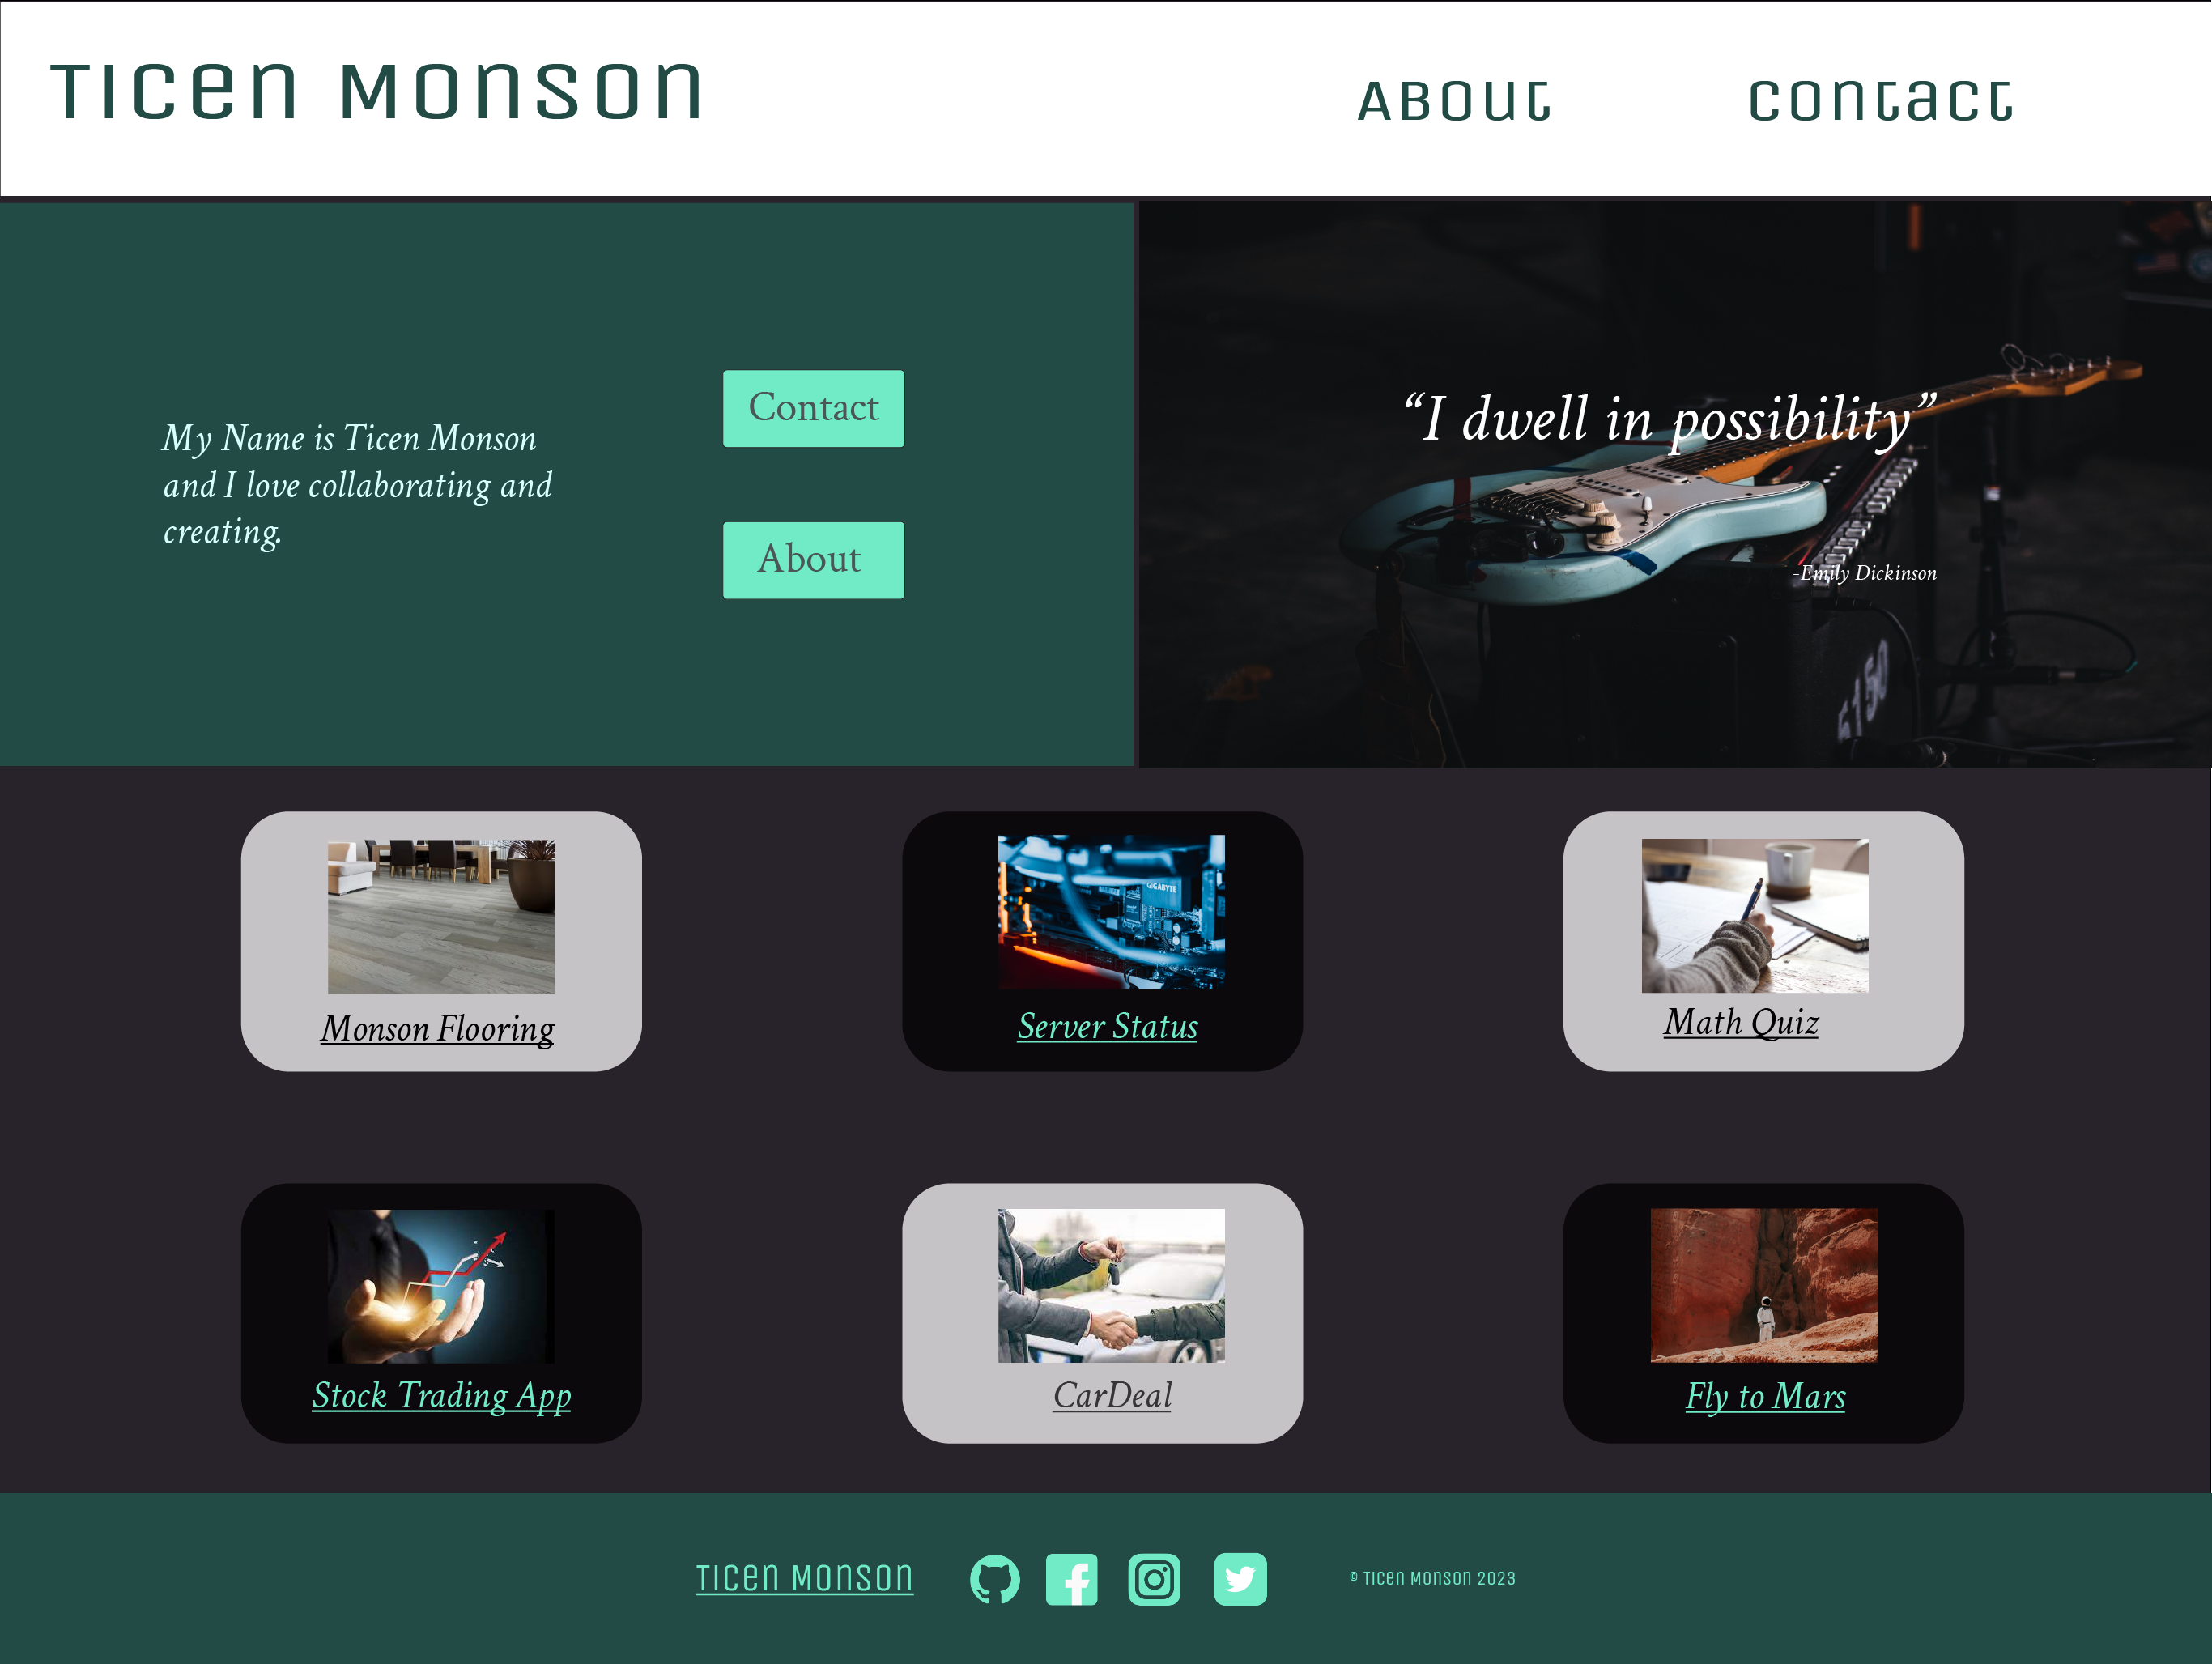 Ticen Monson
About
Contact
My Name is Ticen Monson
and I love collaborating and
creating.
Contact
About
“I dwell in possibility”
-Emily Dickinson
5150
GIGABYTE
Monson Flooring
Server Status
Math Quiz
Stock Trading App
CarDeal
Fly to Mars
Ticen Monson
© Ticen Monson 2023